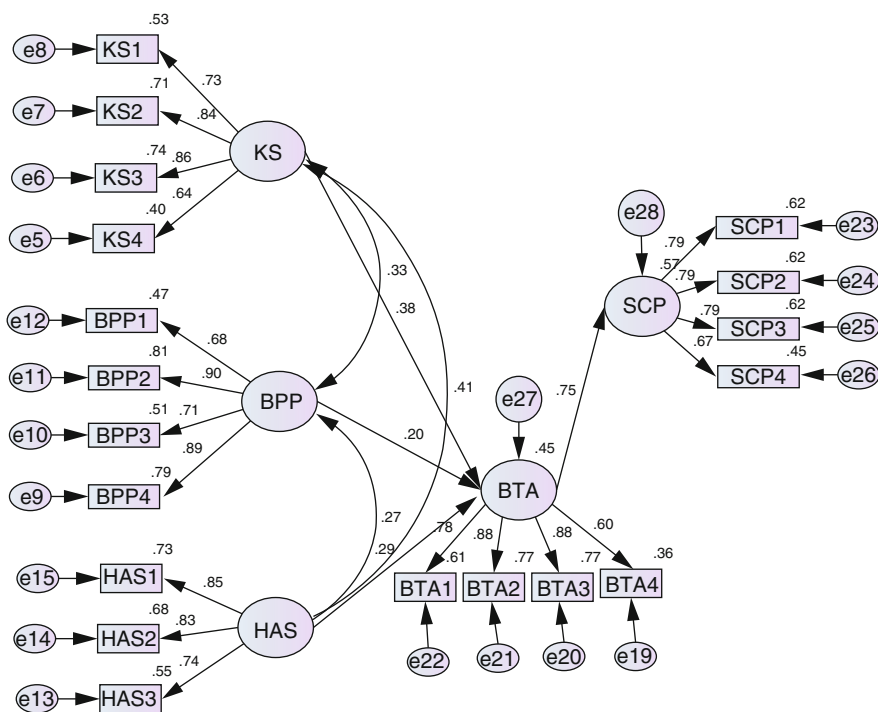 .53
e8 KS1
.73
.71
e7 KS2
.84
KS
.74
e6 KS3
.86
.64
e5 .40
KS4
.33
.38
.41
.47
e12 BPP1
.68
.81
e11 BPP2
.90
BPP
.51
e10 BPP3
.71
.89
.79
e9 BPP4
.20
.27
.29
.73
e15 HAS1
.85
.68
e14 HAS2
.83
HAS
.55
e13 HAS3
.74
e27
.45
BTA
.75
.78
.88
.88
.60
.61
.77
.77
.36
BTA1 BTA2 BTA3 BTA4
e22 e21 e20 e19
e28
.57
SCP
.62
.79
SCP1 e23
.62
.79
SCP2 e24
.62
.79
SCP3 e25
.67
.45
SCP4 e26